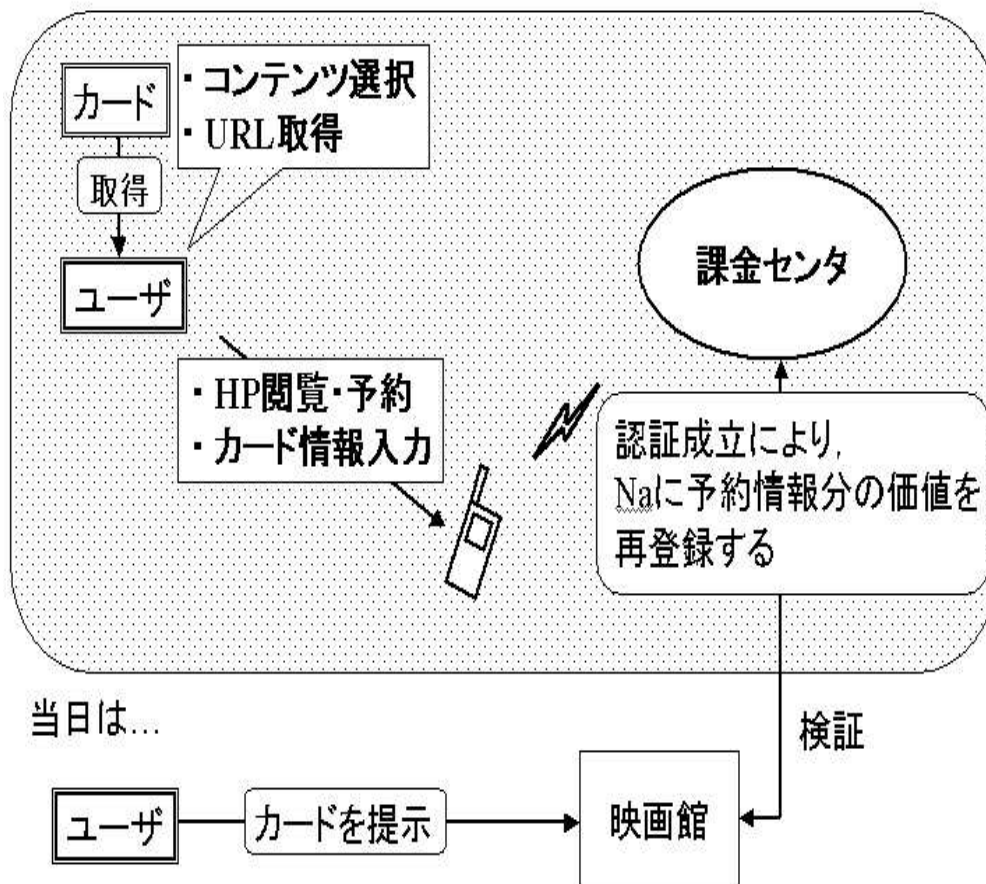 カード
・コンテンツ選択
・URL取得
取得
ユーザ
課金センタ
・HP閲覧・予約
・カード情報入力
認証成立により,
Naに予約情報分の価値を
再登録する
当日は…
検証
ユーザ
カードを提示
映画館